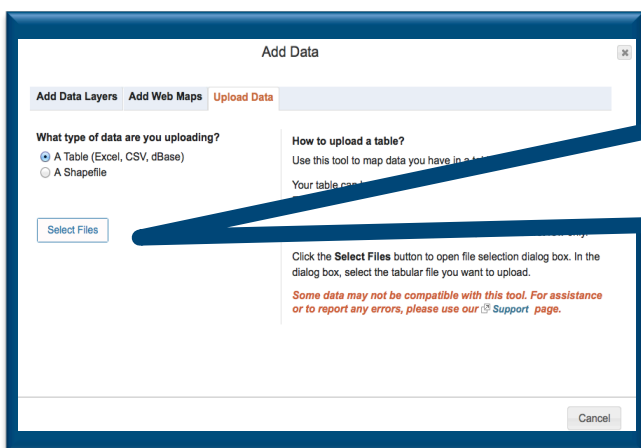 Add Data
Add Data Layers Add Web Maps Upload Data
What type of data are you uploading?
A Table (Excel, CSV, dBase)
A Shapefile
Select Files
How to upload a table?
Use this tool to map data you have in a
Your table can
only.
Click the Select Files button to open file selection dialog box. In the
dialog box, select the tabular file you want to upload.
Some data may not be compatible with this tool. For assistance
or to report any errors, please use our Support page.
Cancel